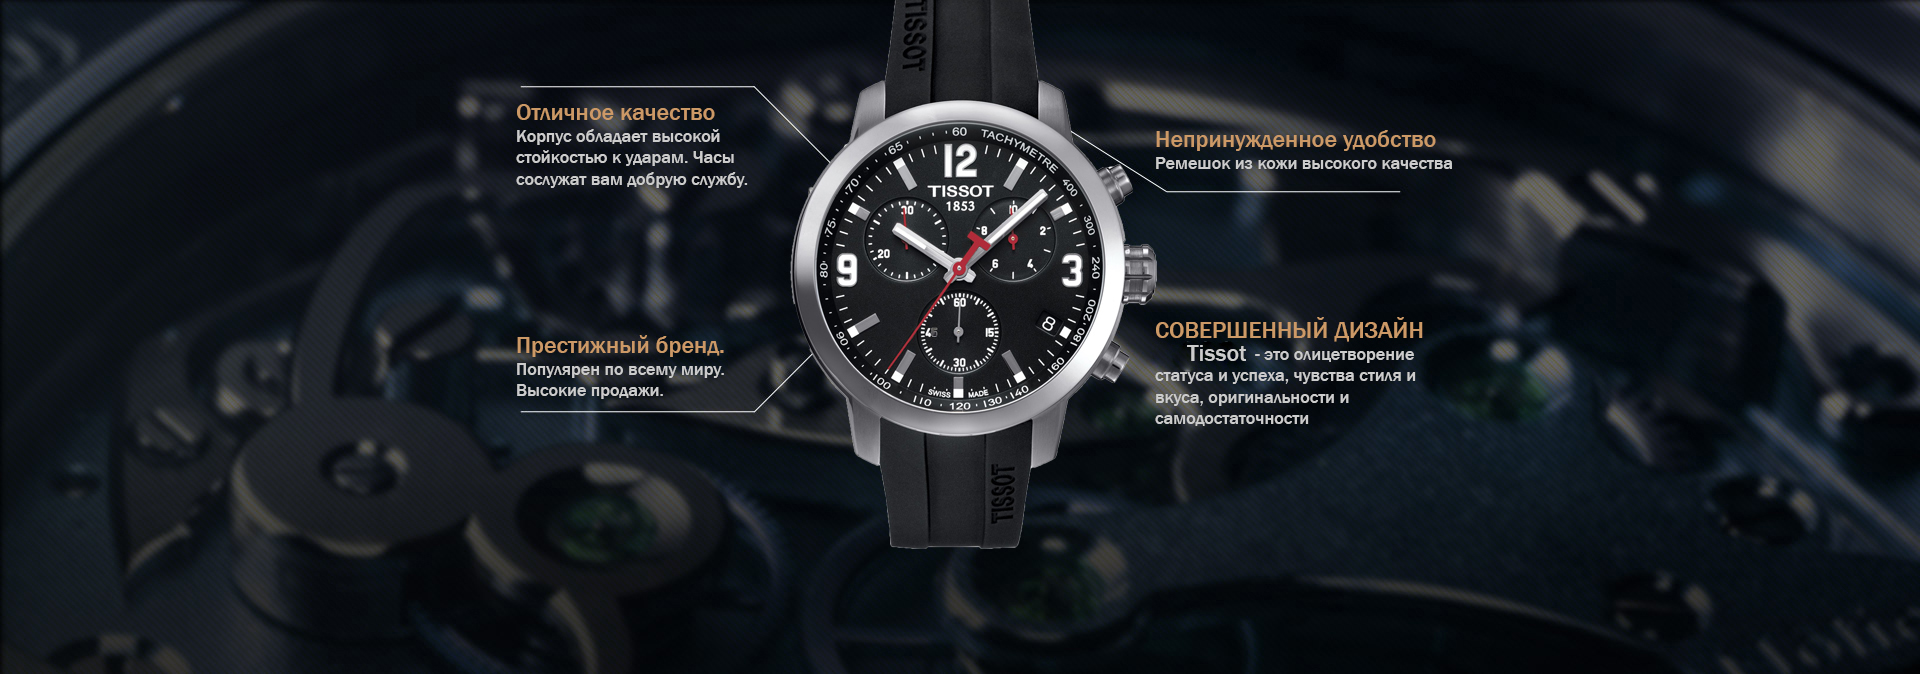 Отличное качество
Корпус обладает высокой
стойкостью к ударам. Часы
сослужат вам добрую службу.
Престижный бренд.
Популярен по всему миру.
Высокие продажи.
TISSOT
60 TACHYMETRE 400 300 240 200 180 160 140 130 120 110 100 90 80 75 70 65
12
TISSOT
1853
30
20
10
2
4
6
8
9
3
60
15
30
45
8
SWISS MADE
TISSOT
Непринужденное удобство
Ремешок из кожи высокого качества
СОВЕРШЕННЫЙ ДИЗАЙН
Tissot - это олицетворение
статуса и успеха, чувства стиля и
вкуса, оригинальности и
самодостаточности